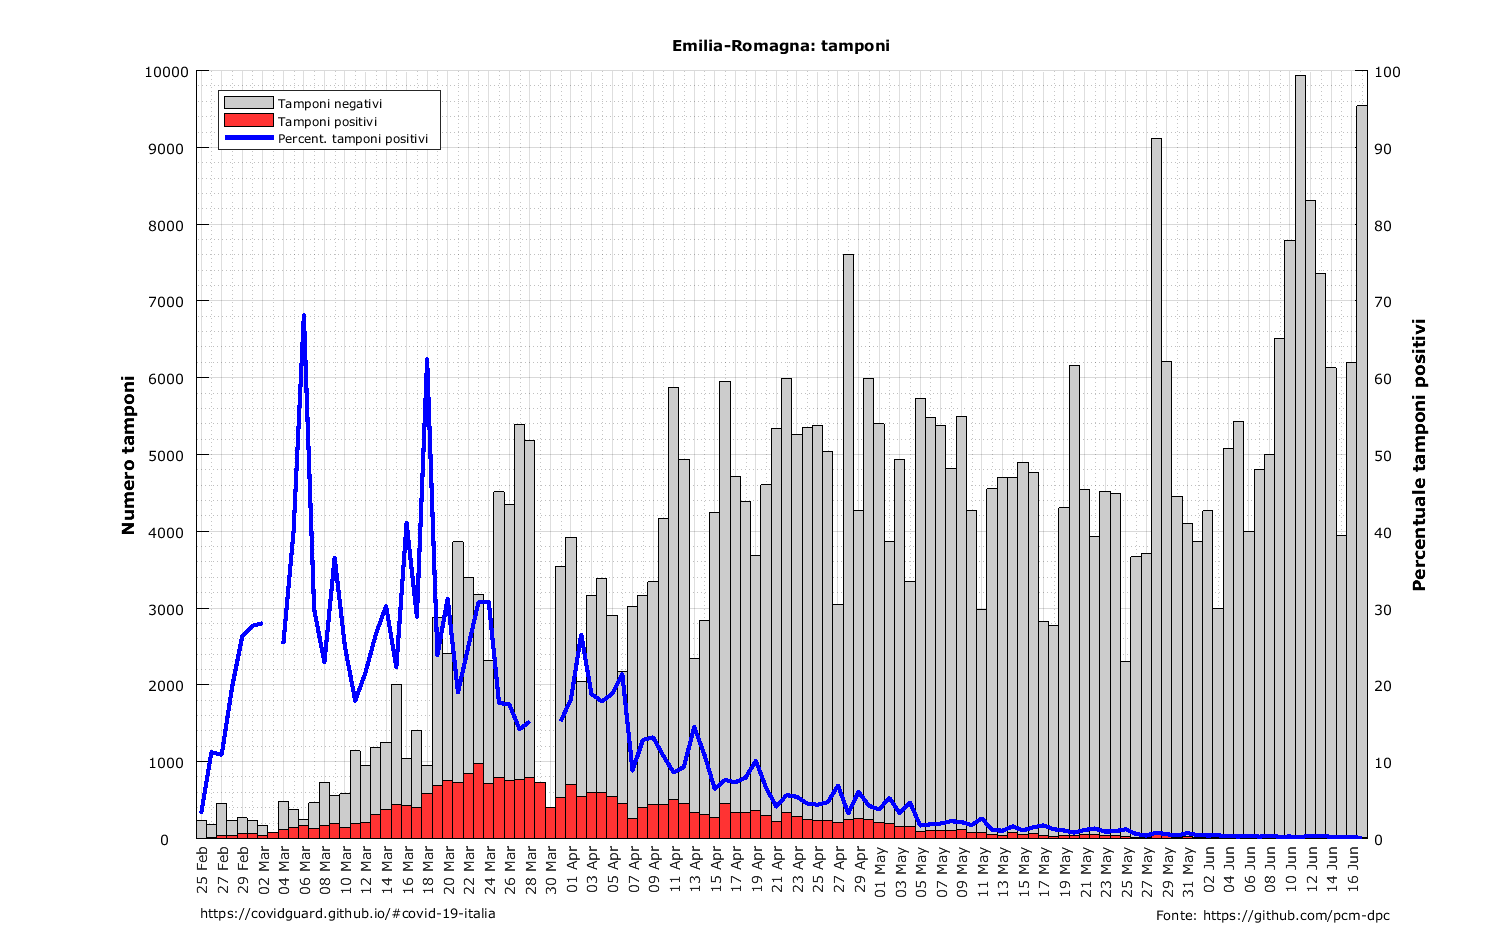 Emilia-Romagna: tamponi
Tamponi negativi
Tamponi positivi
Percent. tamponi positivi
Numero tamponi
10000
9000
8000
7000
6000
5000
4000
3000
2000
1000
0
Percentuale tamponi positivi
100
90
80
70
60
50
40
30
20
10
0
25 Feb
27 Feb
29 Feb
02 Mar
04 Mar
06 Mar
08 Mar
10 Mar
12 Mar
14 Mar
16 Mar
18 Mar
20 Mar
22 Mar
24 Mar
26 Mar
28 Mar
30 Mar
01 Apr
03 Apr
05 Apr
07 Apr
09 Apr
11 Apr
13 Apr
15 Apr
17 Apr
19 Apr
21 Apr
23 Apr
25 Apr
27 Apr
29 Apr
01 May
03 May
05 May
07 May
09 May
11 May
13 May
15 May
17 May
19 May
21 May
23 May
25 May
27 May
29 May
31 May
02 Jun
04 Jun
06 Jun
08 Jun
10 Jun
12 Jun
14 Jun
16 Jun
https://covidguard.github.io/#covid-19-italia
Fonte: https://github.com/pcm-dpc